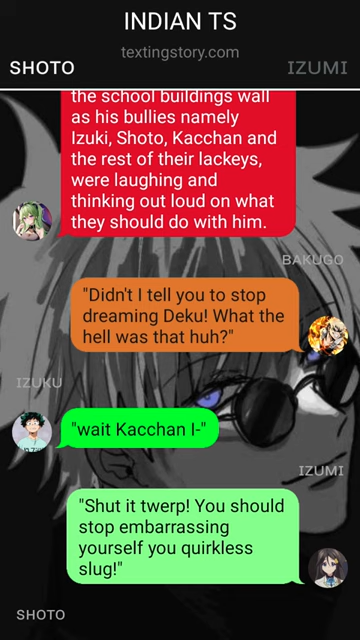 INDIAN TS
textingstory.com
SHOTO
IZUMI
the school buildings wall
as his bullies namely
Izuki, Shoto, Kacchan and
the rest of their lackeys,
were laughing and
thinking out loud on what
they should do with him.
BAKUGO
"Didn't I tell you to stop
dreaming Deku! What the
hell was that huh?"
IZUKU
"wait Kacchan I-"
IZUMI
"Shut it twerp! You should
stop embarrassing
yourself you quirkless
slug!"
SHOTO